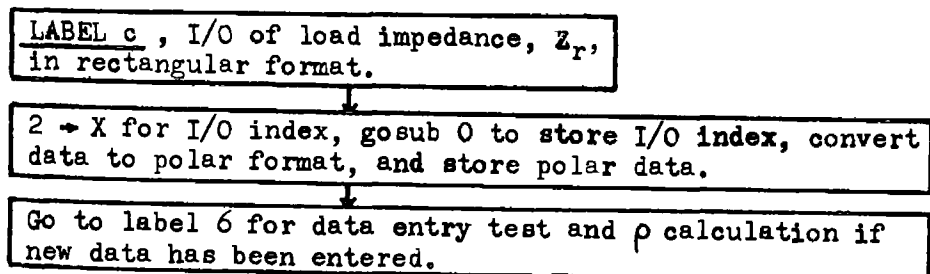 LABEL c , I/O of load impedance, Zr,
in rectangular format.
2 → X for I/O index, gosub 0 to store I/O index, convert
data to polar format, and store polar data.
Go to label 6 for data entry test and ρ calculation if
new data has been entered.